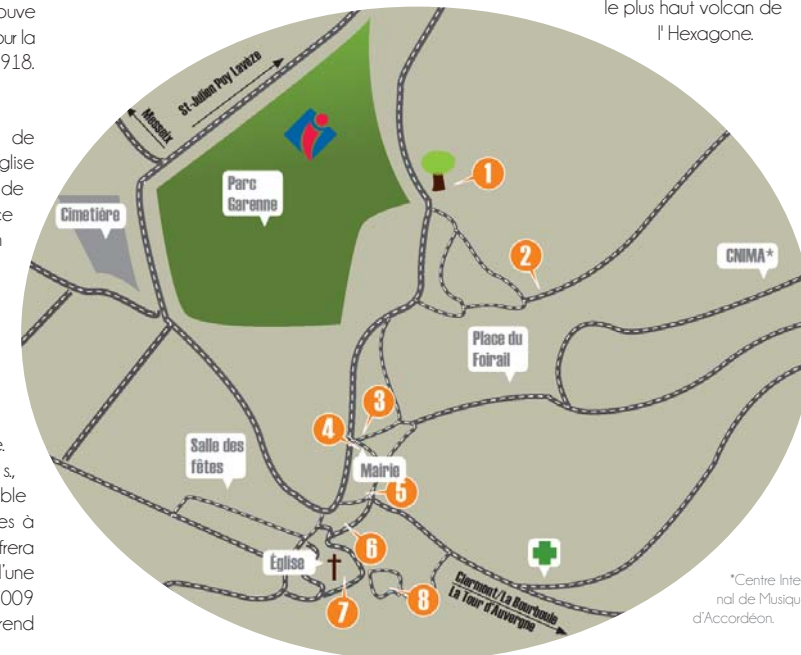 ouve
our la
918.
de
glise
de
ce
le plus haut volcan de
l' Hexagone.
Messeix
St-Julien Puy Lavèze
Parc
Garenne
Cimetière
1
2
CNIMA*
Place du
Foirail
3
4
Mairie
Salle des
fêtes
5
6
Église
7
8
Clermont/La Bourboule
La Tour d'Auvergne
e.
s.,
ble
es à
frera
d'une
009
rend
*Centre Inte
nal de Musiqu
d'Accordéon.